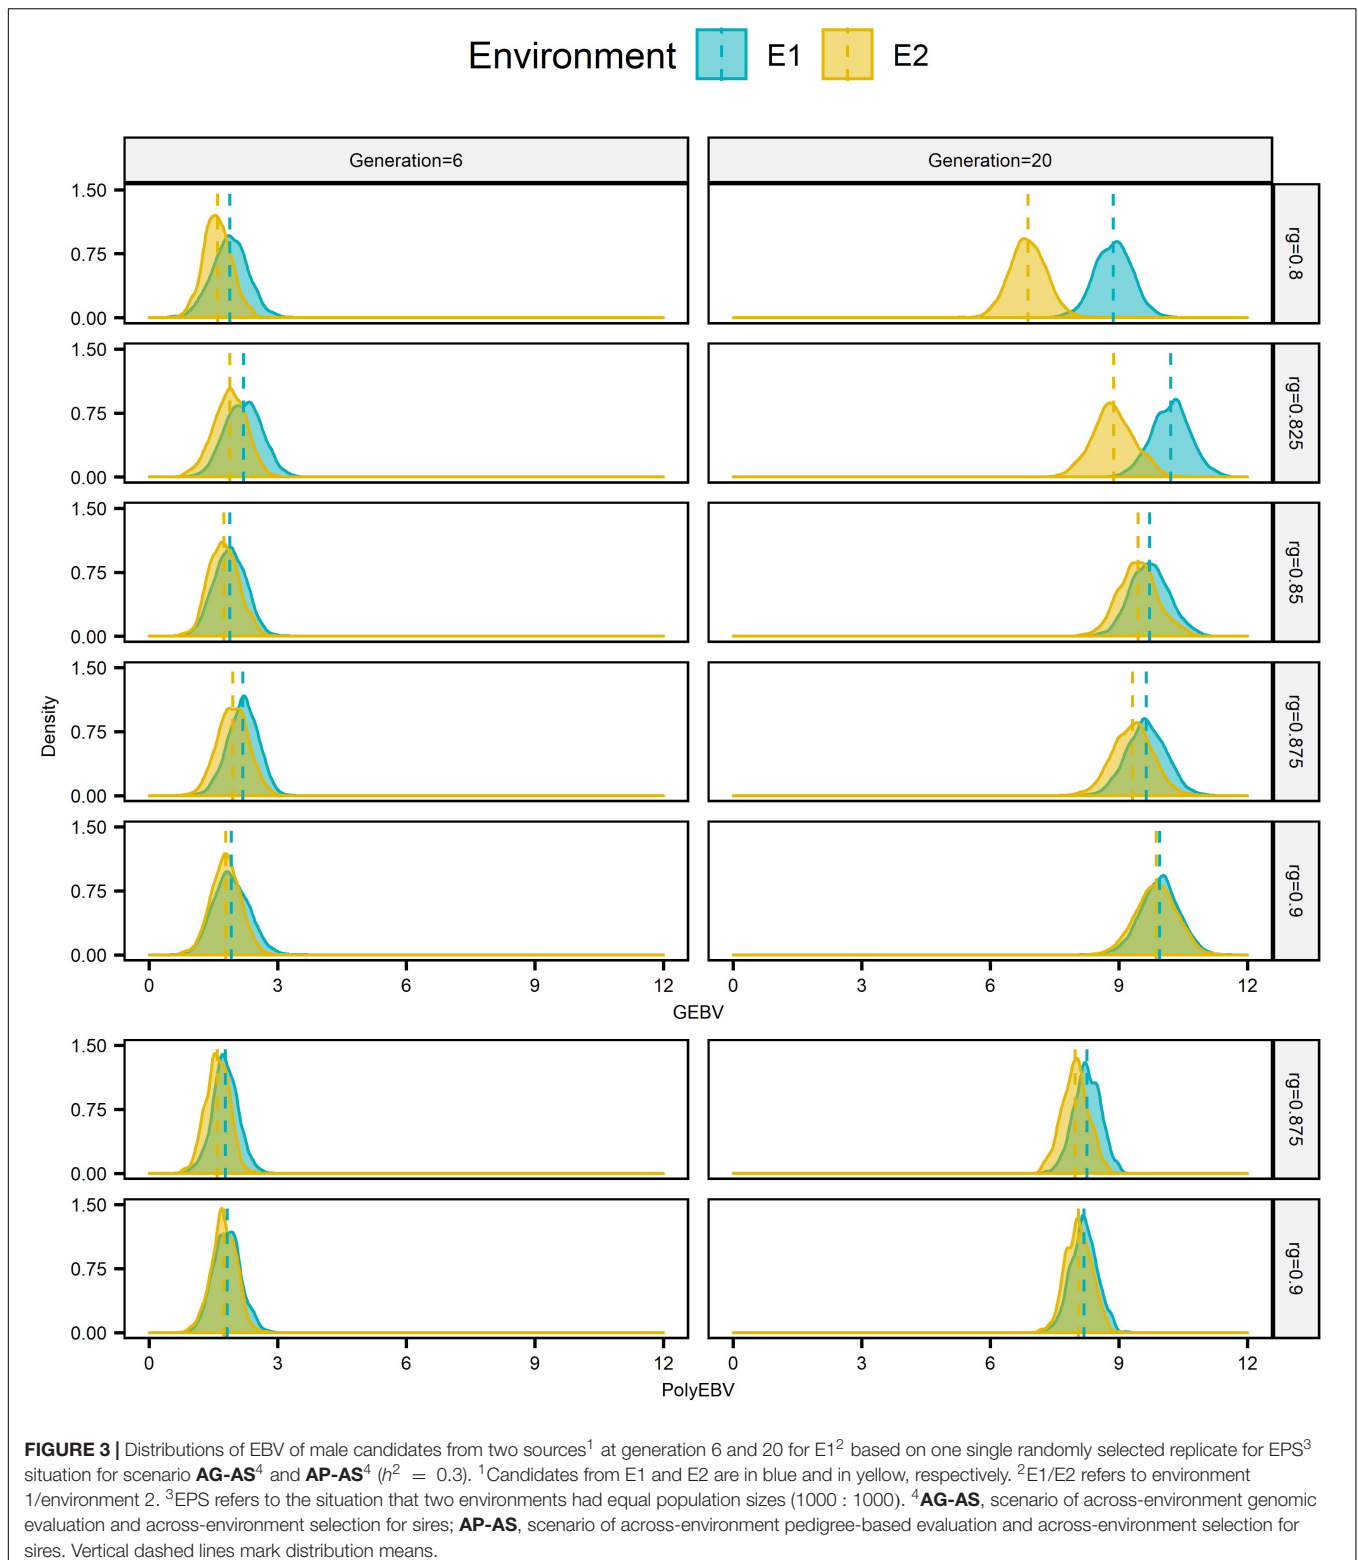 Environment E1 E2
Generation=6 Generation=20
1.50
0.75
0.00
rg=0.8
1.50
0.75
0.00
rg=0.825
1.50
0.75
0.00
rg=0.85
1.50
0.75
0.00
rg=0.875
1.50
0.75
0.00
rg=0.9
Density
0 3 6 9 12 0 3 6 9 12
GEBV
1.50
0.75
0.00
rg=0.875
1.50
0.75
0.00
rg=0.9
0 3 6 9 12 0 3 6 9 12
PolyEBV
FIGURE 3 | Distributions of EBV of male candidates from two sources¹ at generation 6 and 20 for E1² based on one single randomly selected replicate for EPS³
situation for scenario AG-AS⁴ and AP-AS⁴ (h² = 0.3). ¹Candidates from E1 and E2 are in blue and in yellow, respectively. ²E1/E2 refers to environment
1/environment 2. ³EPS refers to the situation that two environments had equal population sizes (1000 : 1000). ⁴AG-AS, scenario of across-environment genomic
evaluation and across-environment selection for sires; AP-AS, scenario of across-environment pedigree-based evaluation and across-environment selection for
sires. Vertical dashed lines mark distribution means.